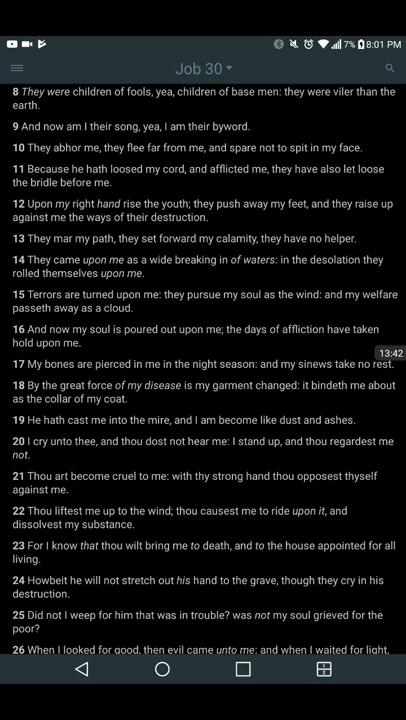 7% 8:01 PM
Job 30
8 They were children of fools, yea, children of base men: they were viler than the
earth.
9 And now am I their song, yea, I am their byword.
10 They abhor me, they flee far from me, and spare not to spit in my face.
11 Because he hath loosed my cord, and afflicted me, they have also let loose
the bridle before me.
12 Upon my right hand rise the youth; they push away my feet, and they raise up
against me the ways of their destruction.
13 They mar my path, they set forward my calamity, they have no helper.
14 They came upon me as a wide breaking in of waters: in the desolation they
rolled themselves upon me.
15 Terrors are turned upon me: they pursue my soul as the wind: and my welfare
passeth away as a cloud.
16 And now my soul is poured out upon me; the days of affliction have taken
hold upon me.
13:42
17 My bones are pierced in me in the night season: and my sinews take no rest.
18 By the great force of my disease is my garment changed: it bindeth me about
as the collar of my coat.
19 He hath cast me into the mire, and I am become like dust and ashes.
20 I cry unto thee, and thou dost not hear me: I stand up, and thou regardest me
not.
21 Thou art become cruel to me: with thy strong hand thou opposest thyself
against me.
22 Thou liftest me up to the wind; thou causest me to ride upon it, and
dissolvest my substance.
23 For I know that thou wilt bring me to death, and to the house appointed for all
living.
24 Howbeit he will not stretch out his hand to the grave, though they cry in his
destruction.
25 Did not I weep for him that was in trouble? was not my soul grieved for the
poor?
26 When I looked for good, then evil came unto me: and when I waited for light,